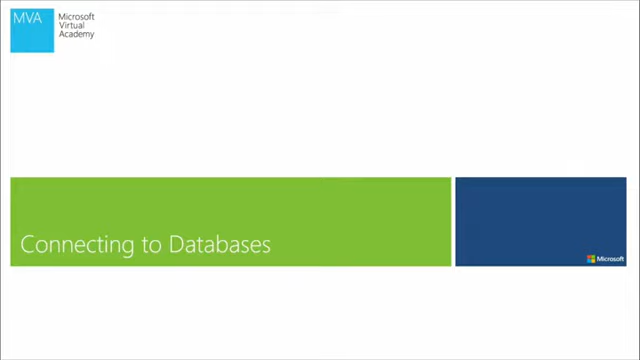 MVA
Microsoft
Virtual
Academy
Connecting to Databases
Microsoft